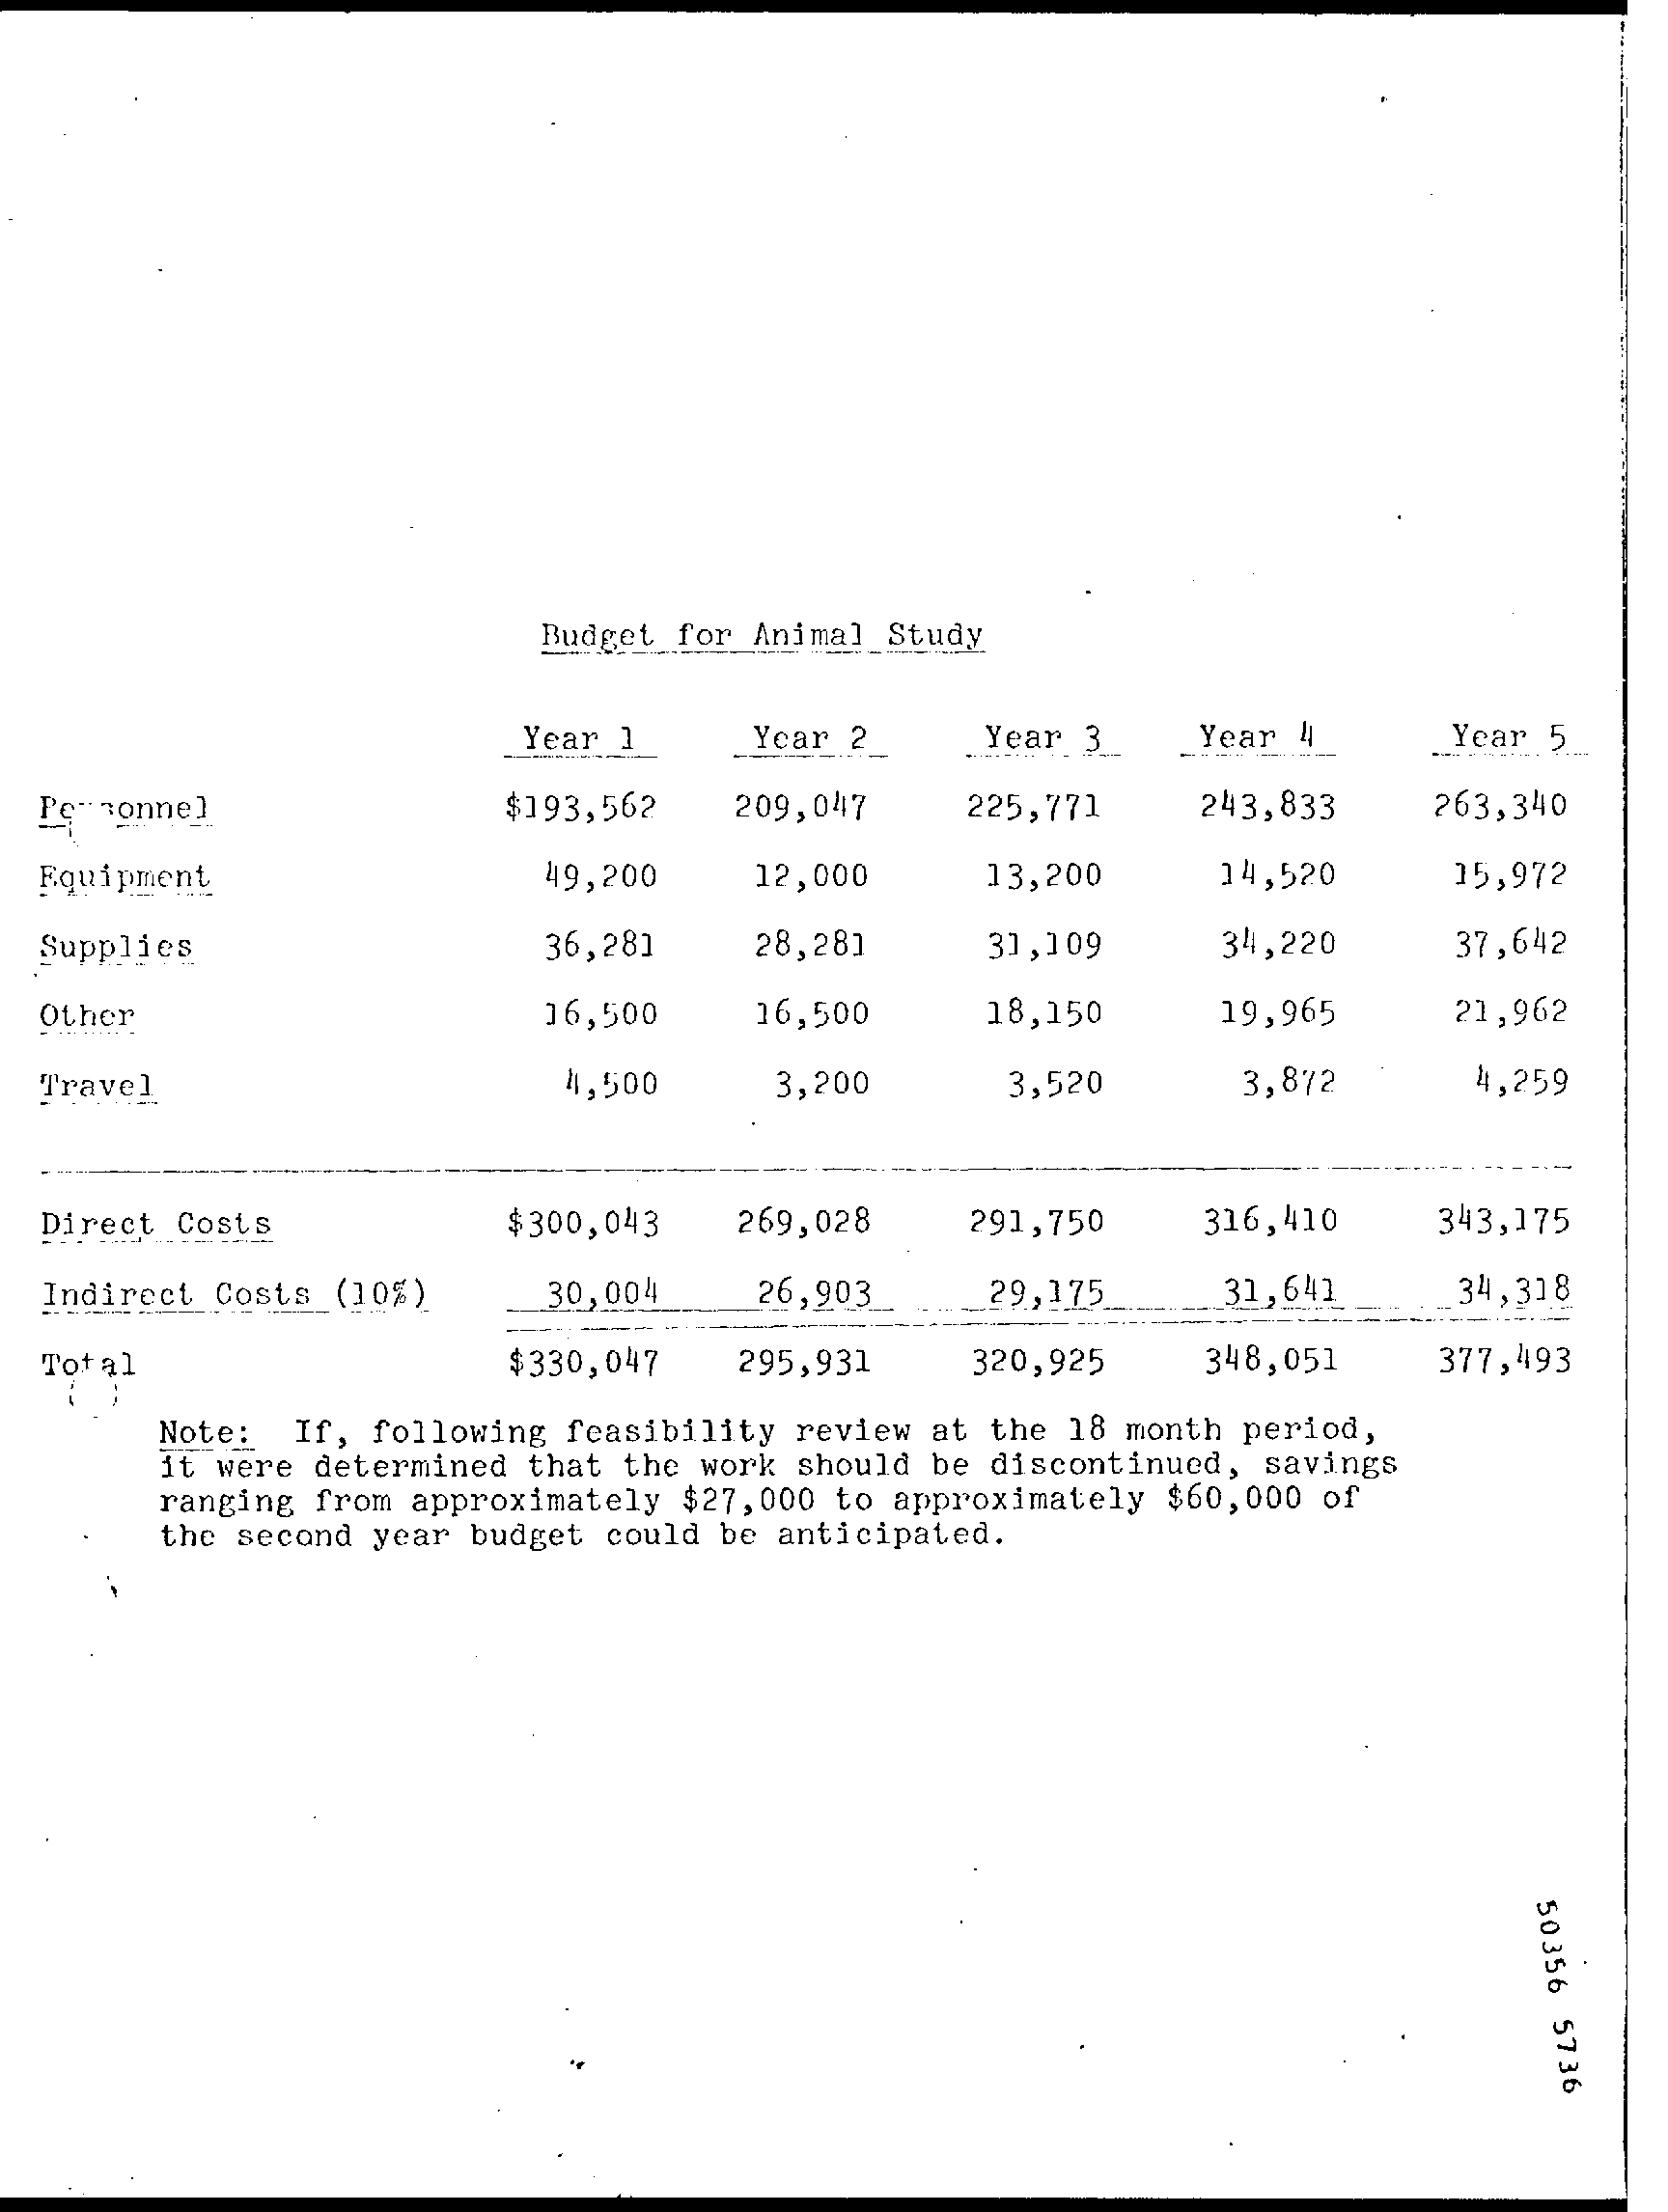 Budget for Animal Study
Year 1 Year 2 Year 3 Year 4 Year 5
Personnel $193,562 209,047 225,771 243,833 263,340
Equipment 49,200 12,000 13,200 14,520 15,972
Supplies 36,281 28,281 31,109 34,220 37,642
Other 16,500 16,500 18,150 19,965 21,962
Travel 4,500 3,200 3,520 3,872 4,259
Direct Costs $300,043 269,028 291,750 316,410 343,175
Indirect Costs (10%) 30,004 26,903 29,175 31,641 34,318
Total $330,047 295,931 320,925 348,051 377,493
Note: If, following feasibility review at the 18 month period,
it were determined that the work should be discontinued, savings
ranging from approximately $27,000 to approximately $60,000 of
the second year budget could be anticipated.
50356 5736